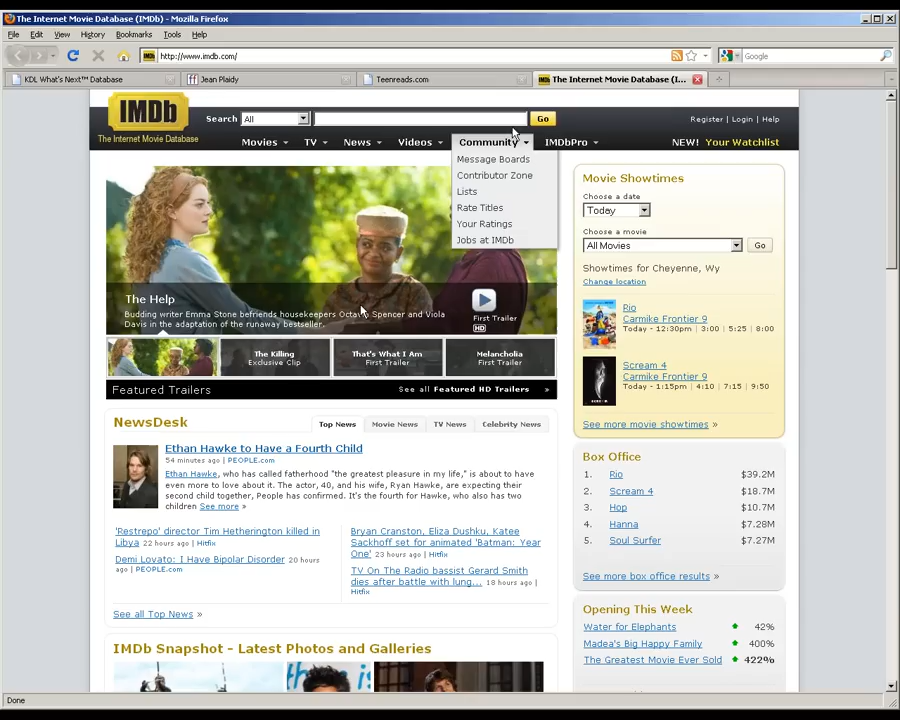 The Internet Movie Database (IMDb) - Mozilla Firefox
File Edit View History Bookmarks Tools Help
http://www.imdb.com/
Google
KDL What's Next™ Database
Jean Plaidy
Teenreads.com
The Internet Movie Database (I...
IMDb
The Internet Movie Database
Search All Go
Register | Login | Help
Movies TV News Videos Community IMDbPro NEW! Your Watchlist
Message Boards
Contributor Zone
Lists
Rate Titles
Your Ratings
Jobs at IMDb
The Help
Budding writer Emma Stone befriends housekeepers Octavia Spencer and Viola
Davis in the adaptation of the runaway bestseller.
First Trailer
HD
The Killing
Exclusive Clip
That's What I Am
First Trailer
Melancholia
First Trailer
Featured Trailers
See all Featured HD Trailers »
NewsDesk
Top News Movie News TV News Celebrity News
Ethan Hawke to Have a Fourth Child
54 minutes ago | PEOPLE.com
Ethan Hawke, who has called fatherhood "the greatest pleasure in my life," is about to have
even more to love about it. The actor, 40, and his wife, Ryan Hawke, are expecting their
second child together, People has confirmed. It's the fourth for Hawke, who also has two
children See more »
'Restrepo' director Tim Hetherington killed in
Libya 22 hours ago | Hitfix
Demi Lovato: I Have Bipolar Disorder 20 hours
ago | PEOPLE.com
Bryan Cranston, Eliza Dushku, Katee
Sackhoff set for animated 'Batman: Year
One' 23 hours ago | Hitfix
TV On The Radio bassist Gerard Smith
dies after battle with lung... 18 hours ago |
Hitfix
See all Top News »
IMDb Snapshot - Latest Photos and Galleries
Movie Showtimes
Choose a date
Today
Choose a movie
All Movies Go
Showtimes for Cheyenne, Wy
Change location
Rio
Carmike Frontier 9
Today - 12:30pm | 3:00 | 5:25 | 8:00
Scream 4
Carmike Frontier 9
Today - 1:15pm | 4:10 | 7:15 | 9:50
See more movie showtimes »
Box Office
1. Rio $39.2M
2. Scream 4 $18.7M
3. Hop $10.7M
4. Hanna $7.28M
5. Soul Surfer $7.27M
See more box office results »
Opening This Week
Water for Elephants 42%
Madea's Big Happy Family 400%
The Greatest Movie Ever Sold 422%
Done